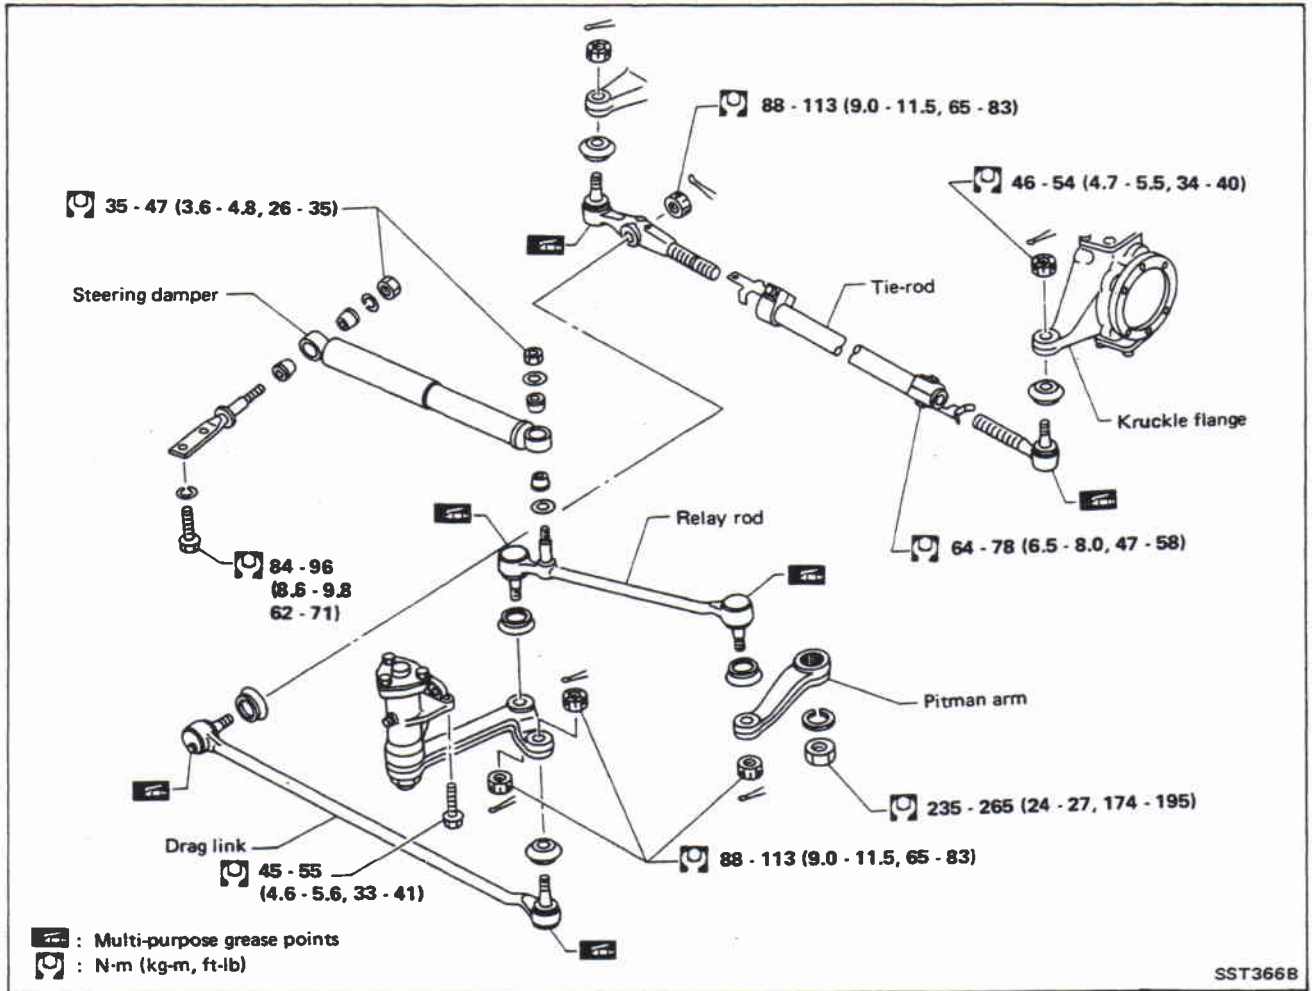 88 - 113 (9.0 - 11.5, 65 - 83)
46 - 54 (4.7 - 5.5, 34 - 40)
35 - 47 (3.6 - 4.8, 26 - 35)
Steering damper
Tie-rod
Kruckle flange
Relay rod
64 - 78 (6.5 - 8.0, 47 - 58)
84 - 96
(8.6 - 9.8
62 - 71)
Pitman arm
235 - 265 (24 - 27, 174 - 195)
Drag link
88 - 113 (9.0 - 11.5, 65 - 83)
45 - 55
(4.6 - 5.6, 33 - 41)
: Multi-purpose grease points
: N·m (kg-m, ft-lb)
SST366B